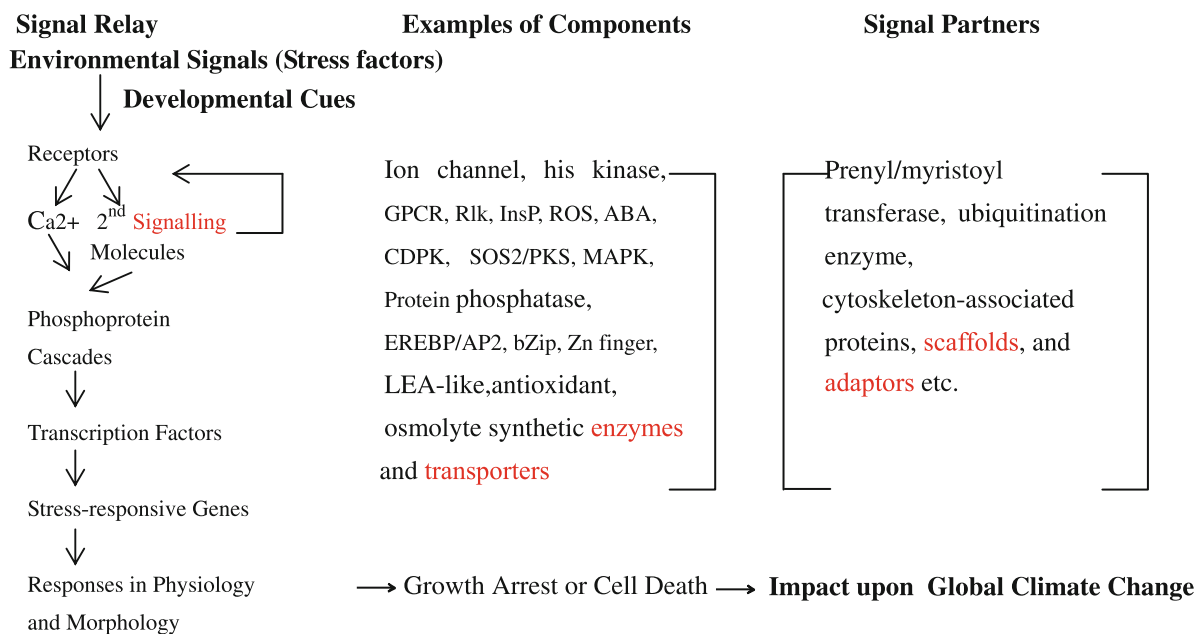 Signal Relay
Examples of Components
Signal Partners
Environmental Signals (Stress factors)
Developmental Cues
Receptors
Ca2+ 2nd Signalling
Molecules
Phosphoprotein
Cascades
Transcription Factors
Stress-responsive Genes
Responses in Physiology
and Morphology
Ion channel, his kinase,
GPCR, Rlk, InsP, ROS, ABA,
CDPK, SOS2/PKS, MAPK,
Protein phosphatase,
EREBP/AP2, bZip, Zn finger,
LEA-like,antioxidant,
osmolyte synthetic enzymes
and transporters
Prenyl/myristoyl
transferase, ubiquitination
enzyme,
cytoskeleton-associated
proteins, scaffolds, and
adaptors etc.
Growth Arrest or Cell Death
Impact upon Global Climate Change